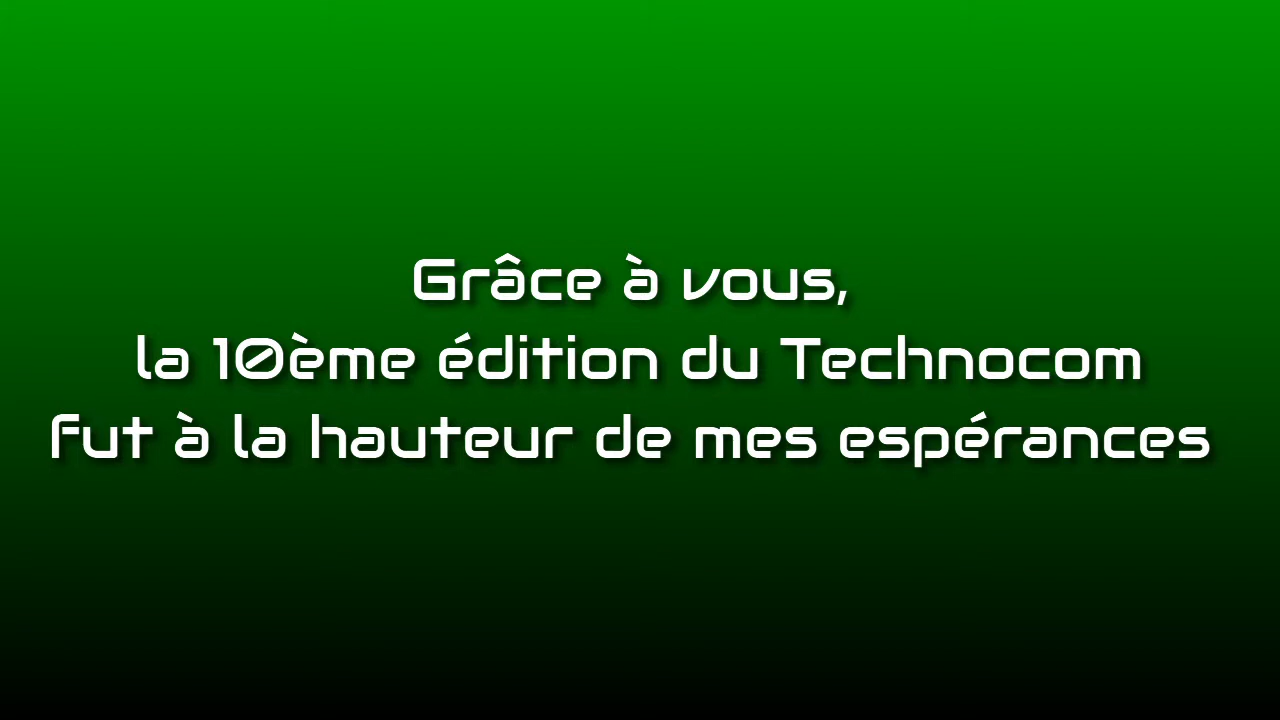 Grâce à vous,
la 10ème édition du Technocom
fut à la hauteur de mes espérances